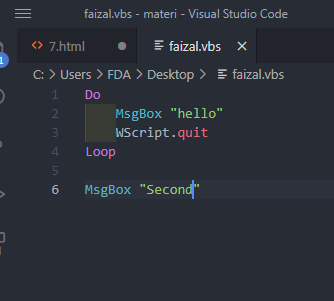 faizal.vbs - materi - Visual Studio Code
7.html faizal.vbs
C: > Users > FDA > Desktop > faizal.vbs
1 Do
2 MsgBox "hello"
3 WScript.quit
4 Loop
5
6 MsgBox "Second"
1